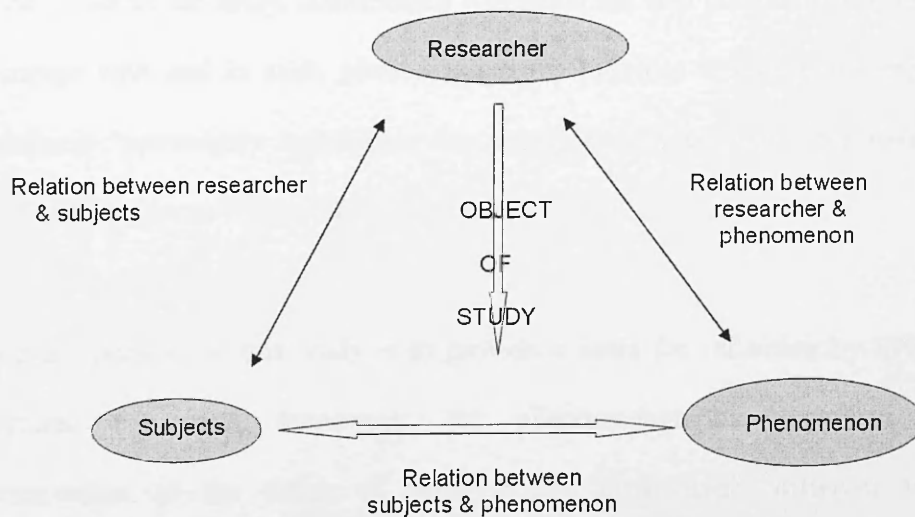 Researcher
Relation between researcher
& subjects
OBJECT
OF
STUDY
Relation between
researcher &
phenomenon
Subjects
Phenomenon
Relation between
subjects & phenomenon